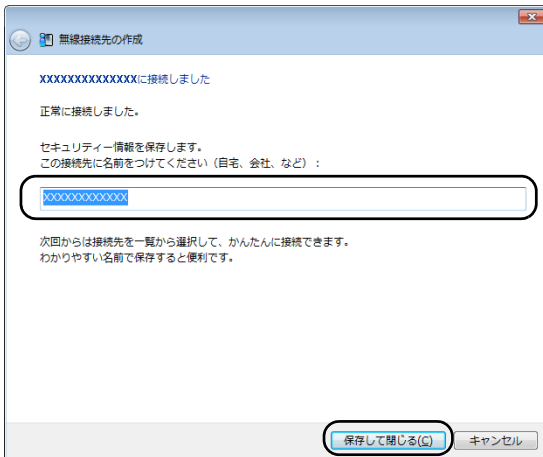 無線接続先の作成
XXXXXXXXXXXXXXに接続しました
正常に接続しました。
セキュリティー情報を保存します。
この接続先に名前をつけてください（自宅、会社、など）：
XXXXXXXXXXXX
次回からは接続先を一覧から選択して、かんたんに接続できます。
わかりやすい名前で保存すると便利です。
保存して閉じる(C) キャンセル